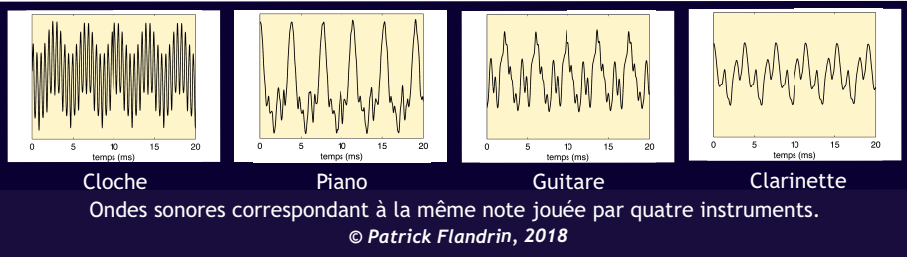 0 5 10 15 20
temps (ms)
0 5 10 15 20
temps (ms)
0 5 10 15 20
temps (ms)
0 5 10 15 20
temps (ms)
Cloche Piano Guitare Clarinette
Ondes sonores correspondant à la même note jouée par quatre instruments.
© Patrick Flandrin, 2018